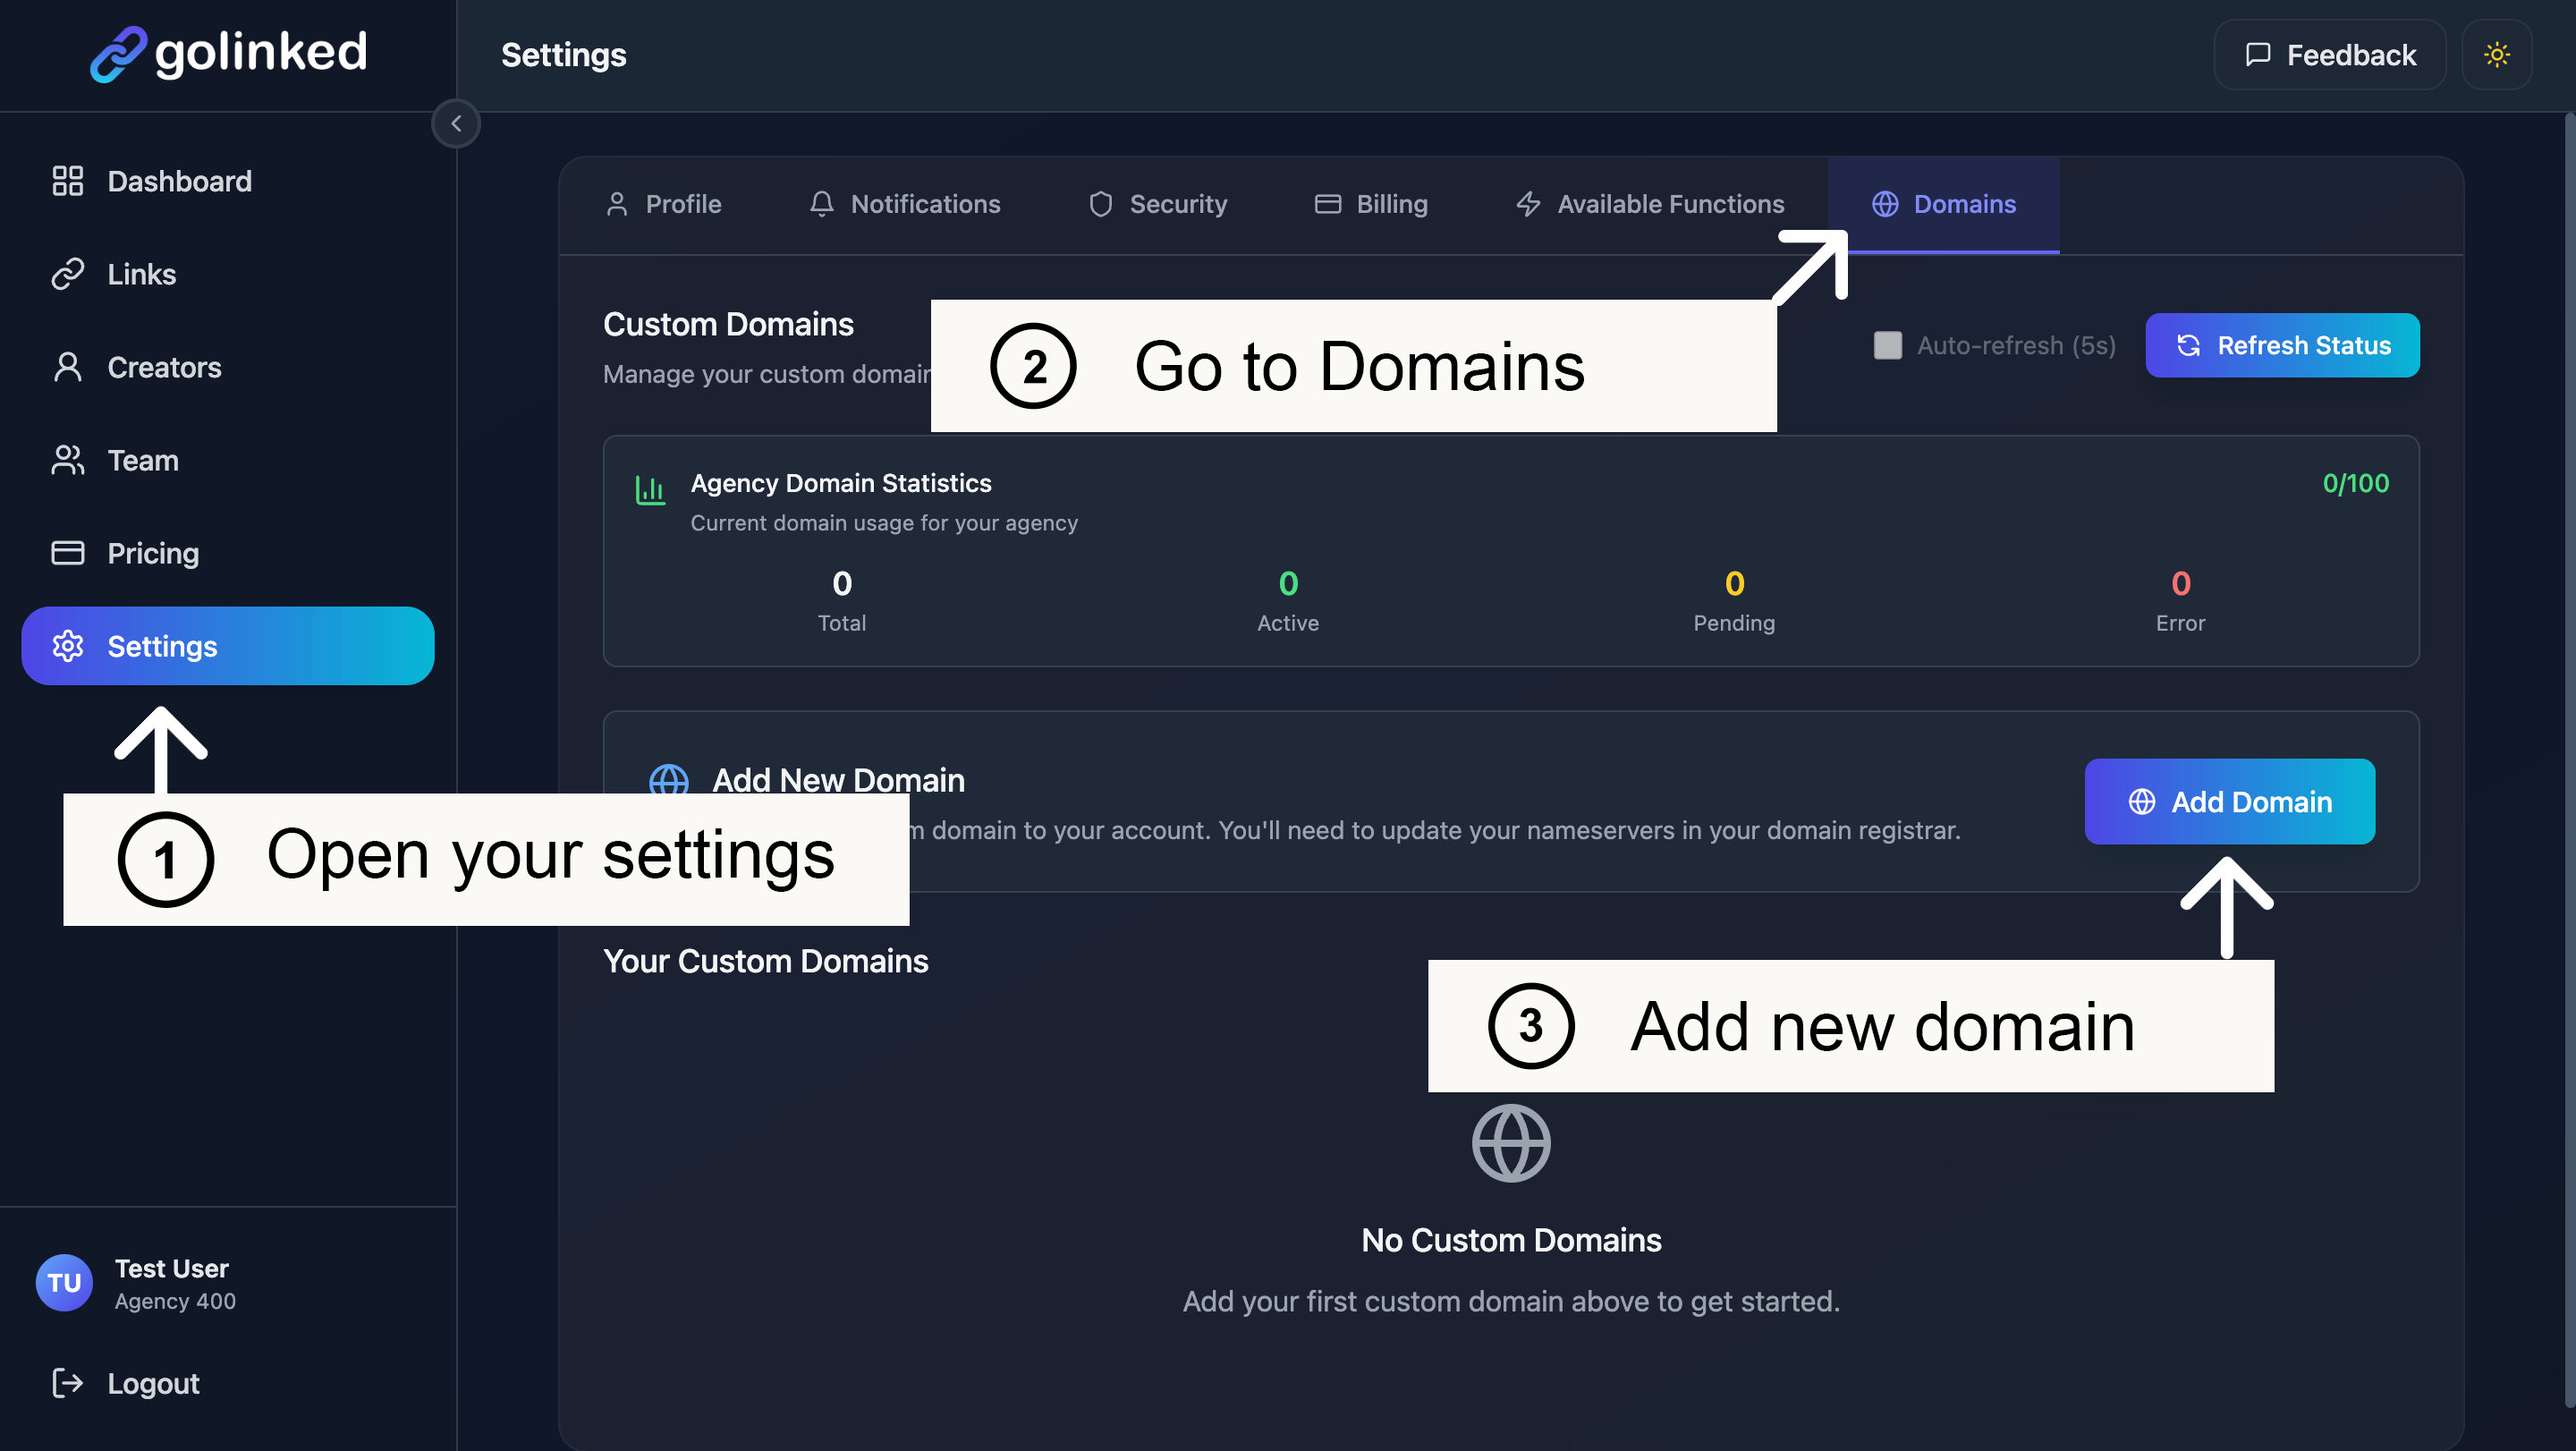 golinked
Settings
Feedback
Dashboard
Links
Creators
Team
Pricing
Settings
Profile
Notifications
Security
Billing
Available Functions
Domains
Custom Domains
Manage your custom
2 Go to Domains
Auto-refresh (5s)
Refresh Status
Agency Domain Statistics
Current domain usage for your agency
0/100
0
Total
0
Active
0
Pending
0
Error
Add New Domain
domain to your account. You'll need to update your nameservers in your domain registrar.
Add Domain
1 Open your settings
Your Custom Domains
3 Add new domain
No Custom Domains
Add your first custom domain above to get started.
TU
Test User
Agency 400
Logout